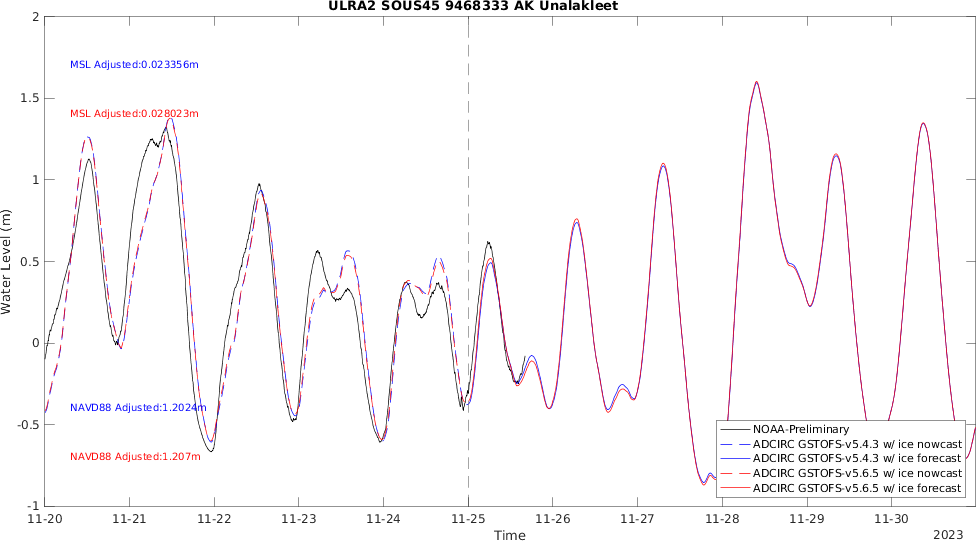 ULRA2 SOUS45 9468333 AK Unalakleet
2
1.5
1
0.5
0
-0.5
-1
Water Level (m)
MSL Adjusted:0.023356m
MSL Adjusted:0.028023m
NAVD88 Adjusted:1.2024m
NAVD88 Adjusted:1.207m
NOAA-Preliminary
ADCIRC GSTOFS-v5.4.3 w/ ice nowcast
ADCIRC GSTOFS-v5.4.3 w/ ice forecast
ADCIRC GSTOFS-v5.6.5 w/ ice nowcast
ADCIRC GSTOFS-v5.6.5 w/ ice forecast
11-20 11-21 11-22 11-23 11-24 11-25 11-26 11-27 11-28 11-29 11-30
Time
2023